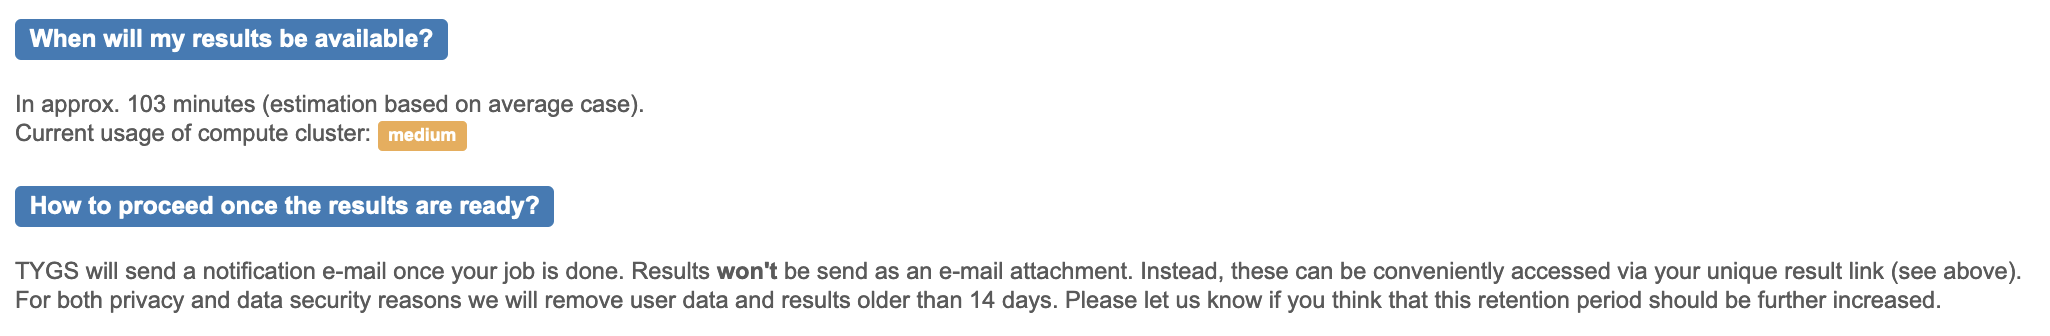 When will my results be available?
In approx. 103 minutes (estimation based on average case).
Current usage of compute cluster: medium
How to proceed once the results are ready?
TYGS will send a notification e-mail once your job is done. Results won't be send as an e-mail attachment. Instead, these can be conveniently accessed via your unique result link (see above).
For both privacy and data security reasons we will remove user data and results older than 14 days. Please let us know if you think that this retention period should be further increased.